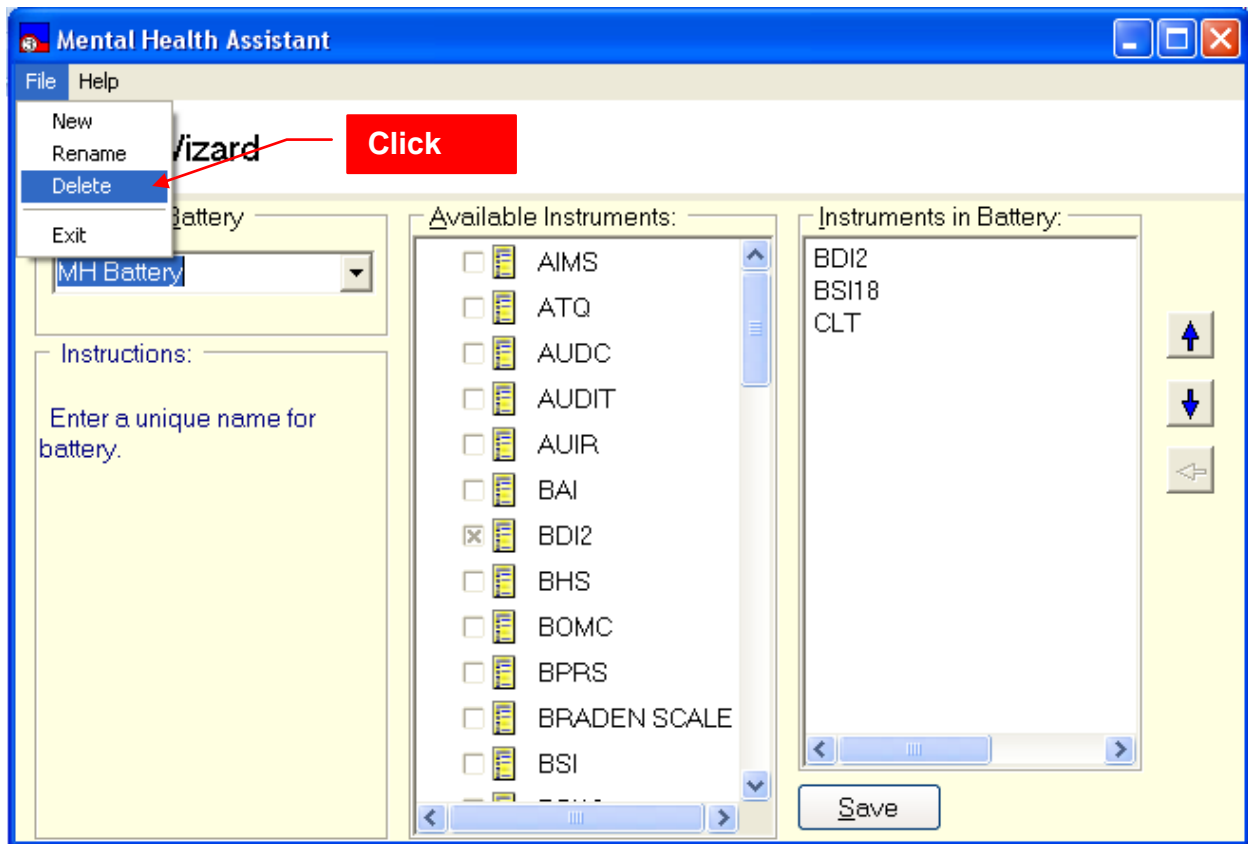 Mental Health Assistant
File Help
New
Rename
Delete
Exit
Wizard
Click
Battery
MH Battery
Instructions:
Enter a unique name for
battery.
Available Instruments:
AIMS
ATQ
AUDC
AUDIT
AUIR
BAI
BDI2
BHS
BOMC
BPRS
BRADEN SCALE
BSI
Instruments in Battery:
BDI2
BSI18
CLT
Save